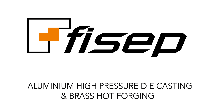 fisep
ALUMINIUM HIGH PRESSURE DIE CASTING
& BRASS HOT FORGING